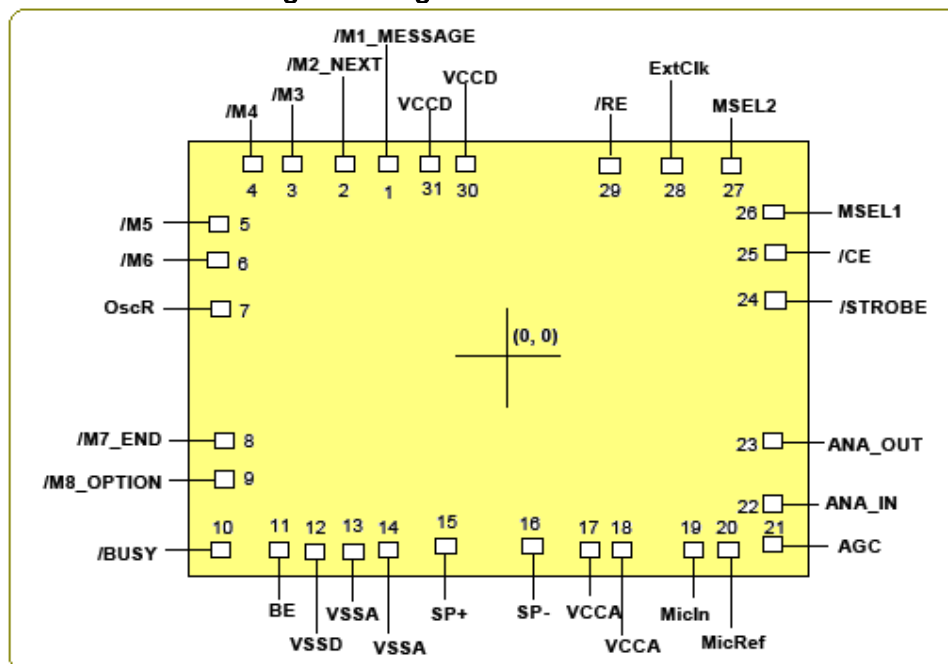 /M1_MESSAGE
/M2_NEXT
VCCD
ExtClk
/M3
VCCD
/RE
MSEL2
/M4
4 3 2 1 31 30 29 28 27
26 MSEL1
/M5 5
25 /CE
/M6 6
24 /STROBE
OscR 7
(0, 0)
/M7_END 8
23 ANA_OUT
/M8_OPTION 9
22 ANA_IN
10 11 12 13 14 15 16 17 18 19 20 21
/BUSY
AGC
BE VSSA SP+ SP- VCCA MicIn
VSSD VSSA VCCA MicRef